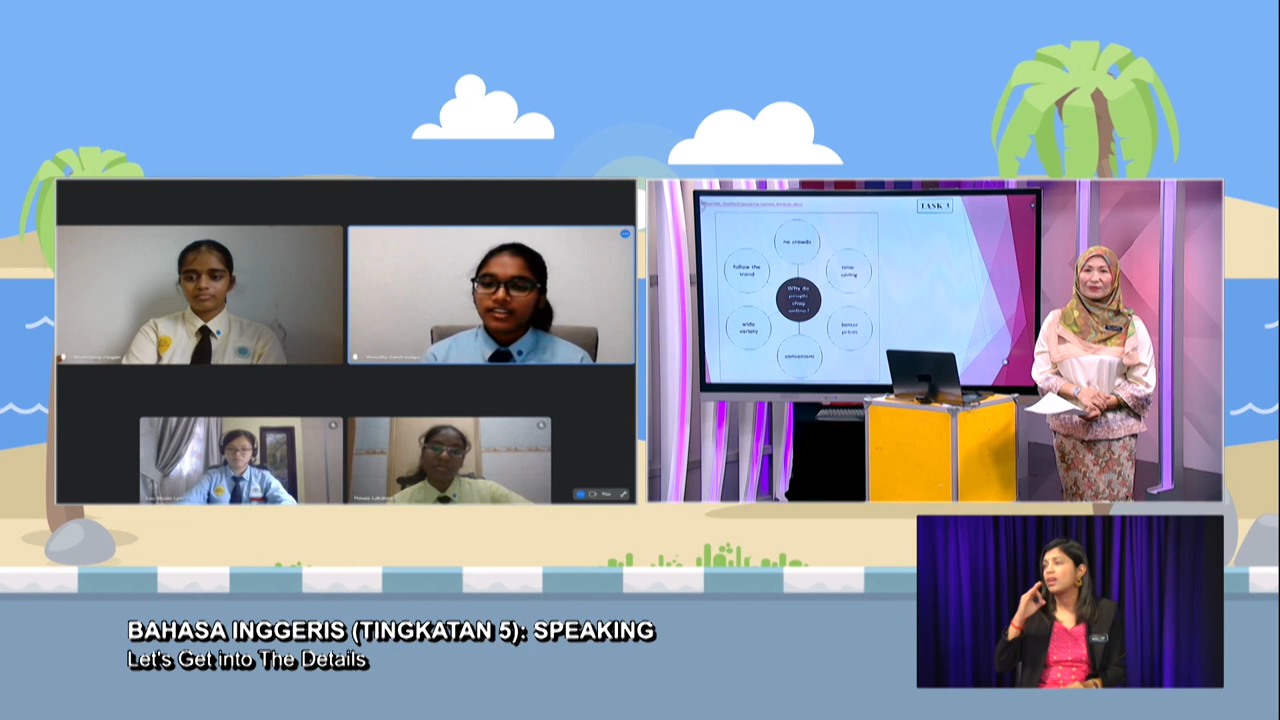 TASK 3
no crowds
follow the
trend
time
saving
Why do
people
shop
online?
wide
variety
better
prices
convenient
BAHASA INGGERIS (TINGKATAN 5): SPEAKING
Let's Get into The Details